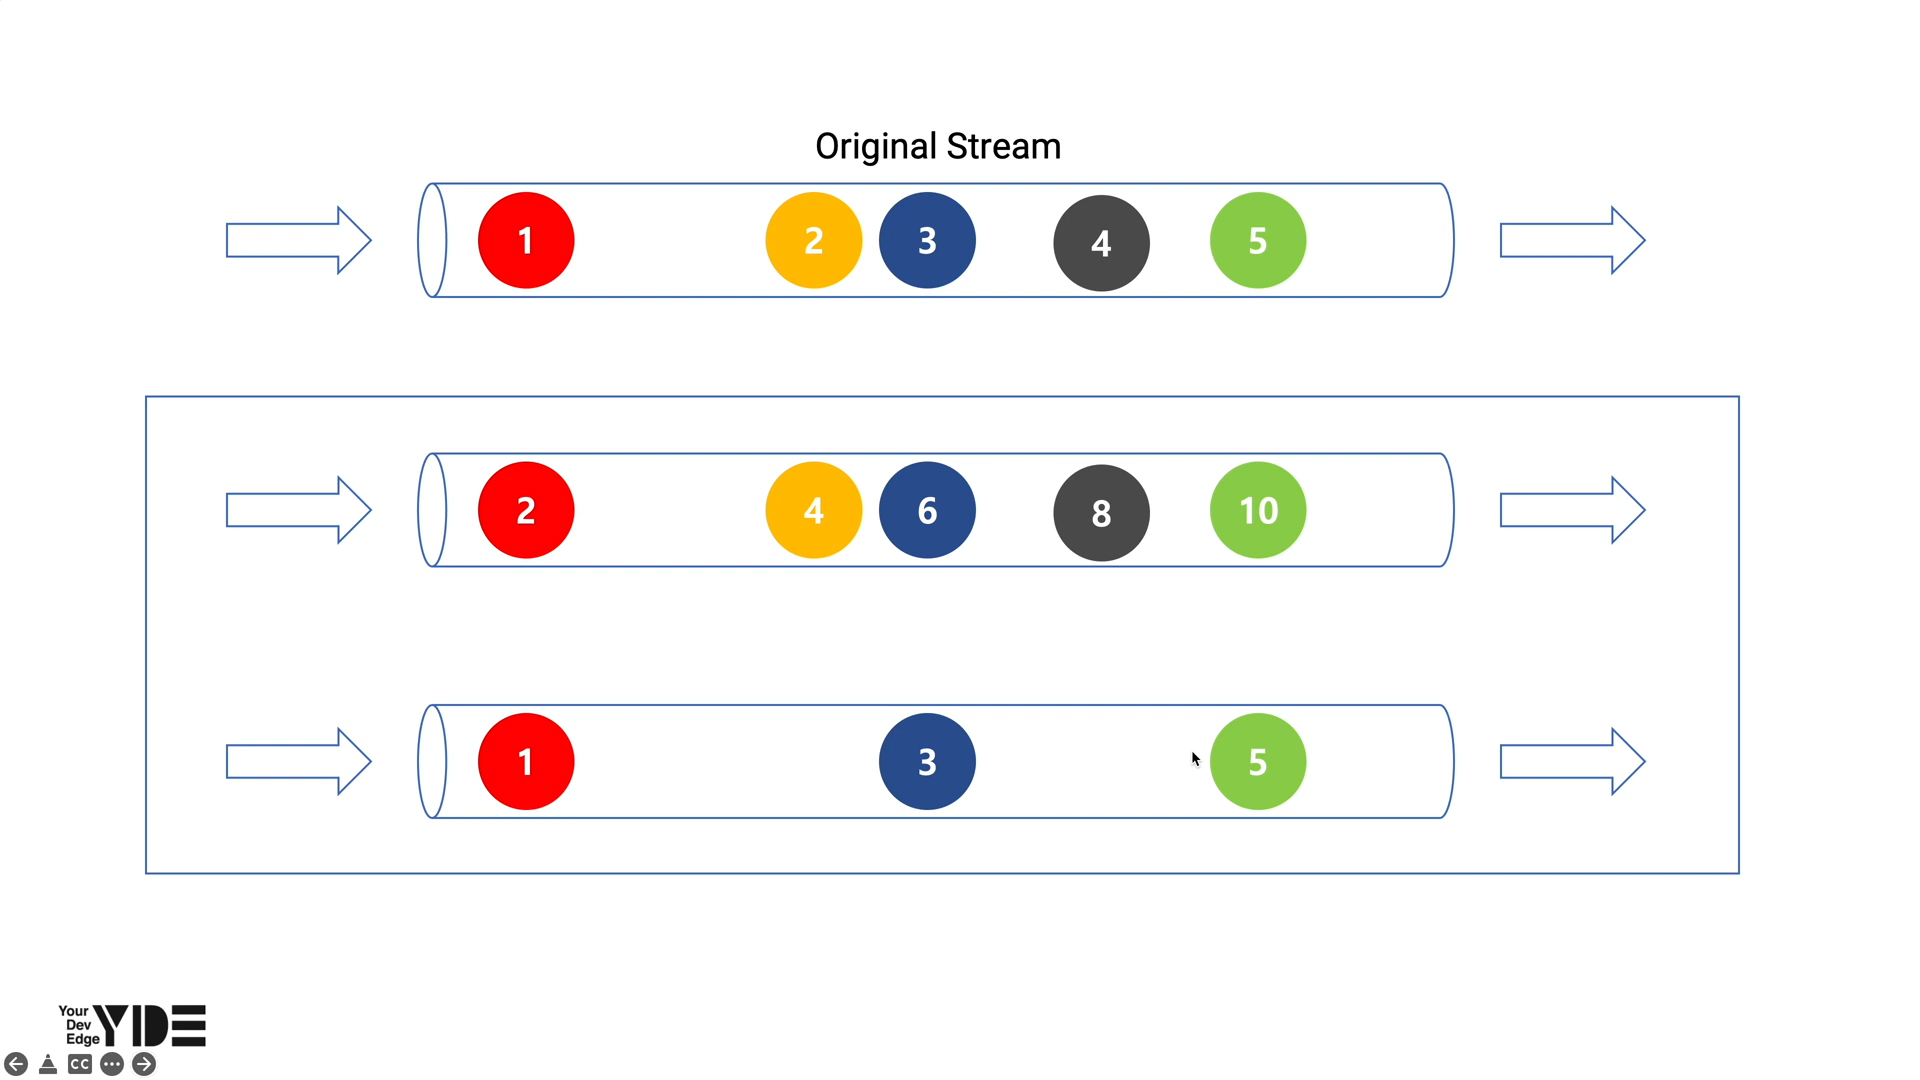 Original Stream
1 2 3 4 5
2 4 6 8 10
1 3 5
Your
Dev
Edge
YDE
CC